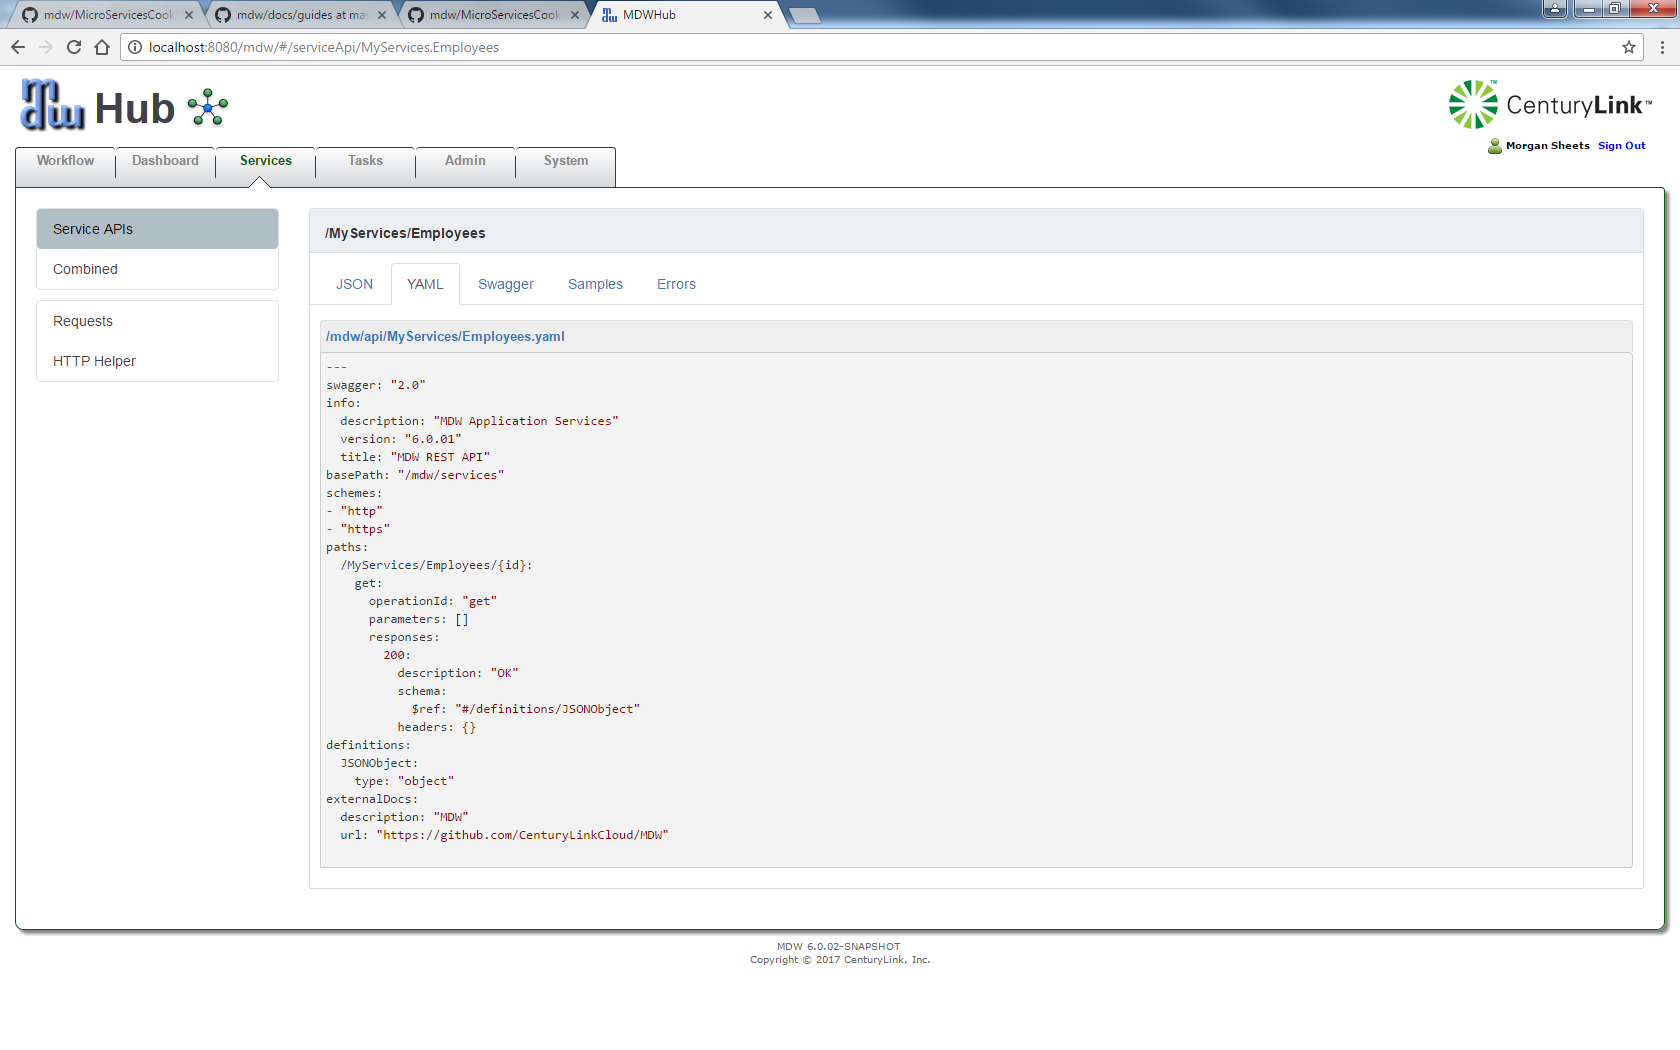 mdw/MicroServicesCook
mdw/docs/guides at mas
mdw/MicroServicesCook
MDWHub
localhost:8080/mdw/#/serviceApi/MyServices.Employees
mdw Hub
CenturyLink™
Morgan Sheets Sign Out
Workflow Dashboard Services Tasks Admin System
Service APIs
Combined
Requests
HTTP Helper
/MyServices/Employees
JSON YAML Swagger Samples Errors
/mdw/api/MyServices/Employees.yaml
---
swagger: "2.0"
info:
  description: "MDW Application Services"
  version: "6.0.01"
  title: "MDW REST API"
basePath: "/mdw/services"
schemes:
- "http"
- "https"
paths:
  /MyServices/Employees/{id}:
    get:
      operationId: "get"
      parameters: []
      responses:
        200:
          description: "OK"
          schema:
            $ref: "#/definitions/JSONObject"
          headers: {}
definitions:
  JSONObject:
    type: "object"
externalDocs:
  description: "MDW"
  url: "https://github.com/CenturyLinkCloud/MDW"
MDW 6.0.02-SNAPSHOT
Copyright © 2017 CenturyLink, Inc.